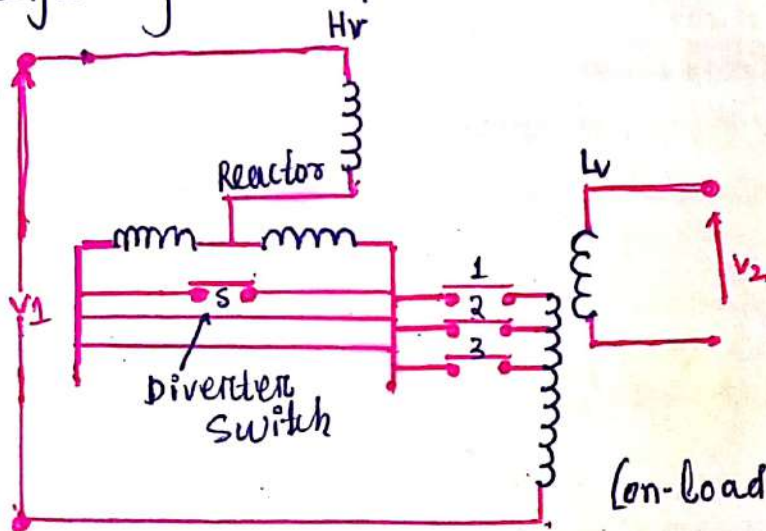 Hv
Reactor
Lv
1
S
2
V1
V2
3
Diverter
Switch
(on-load